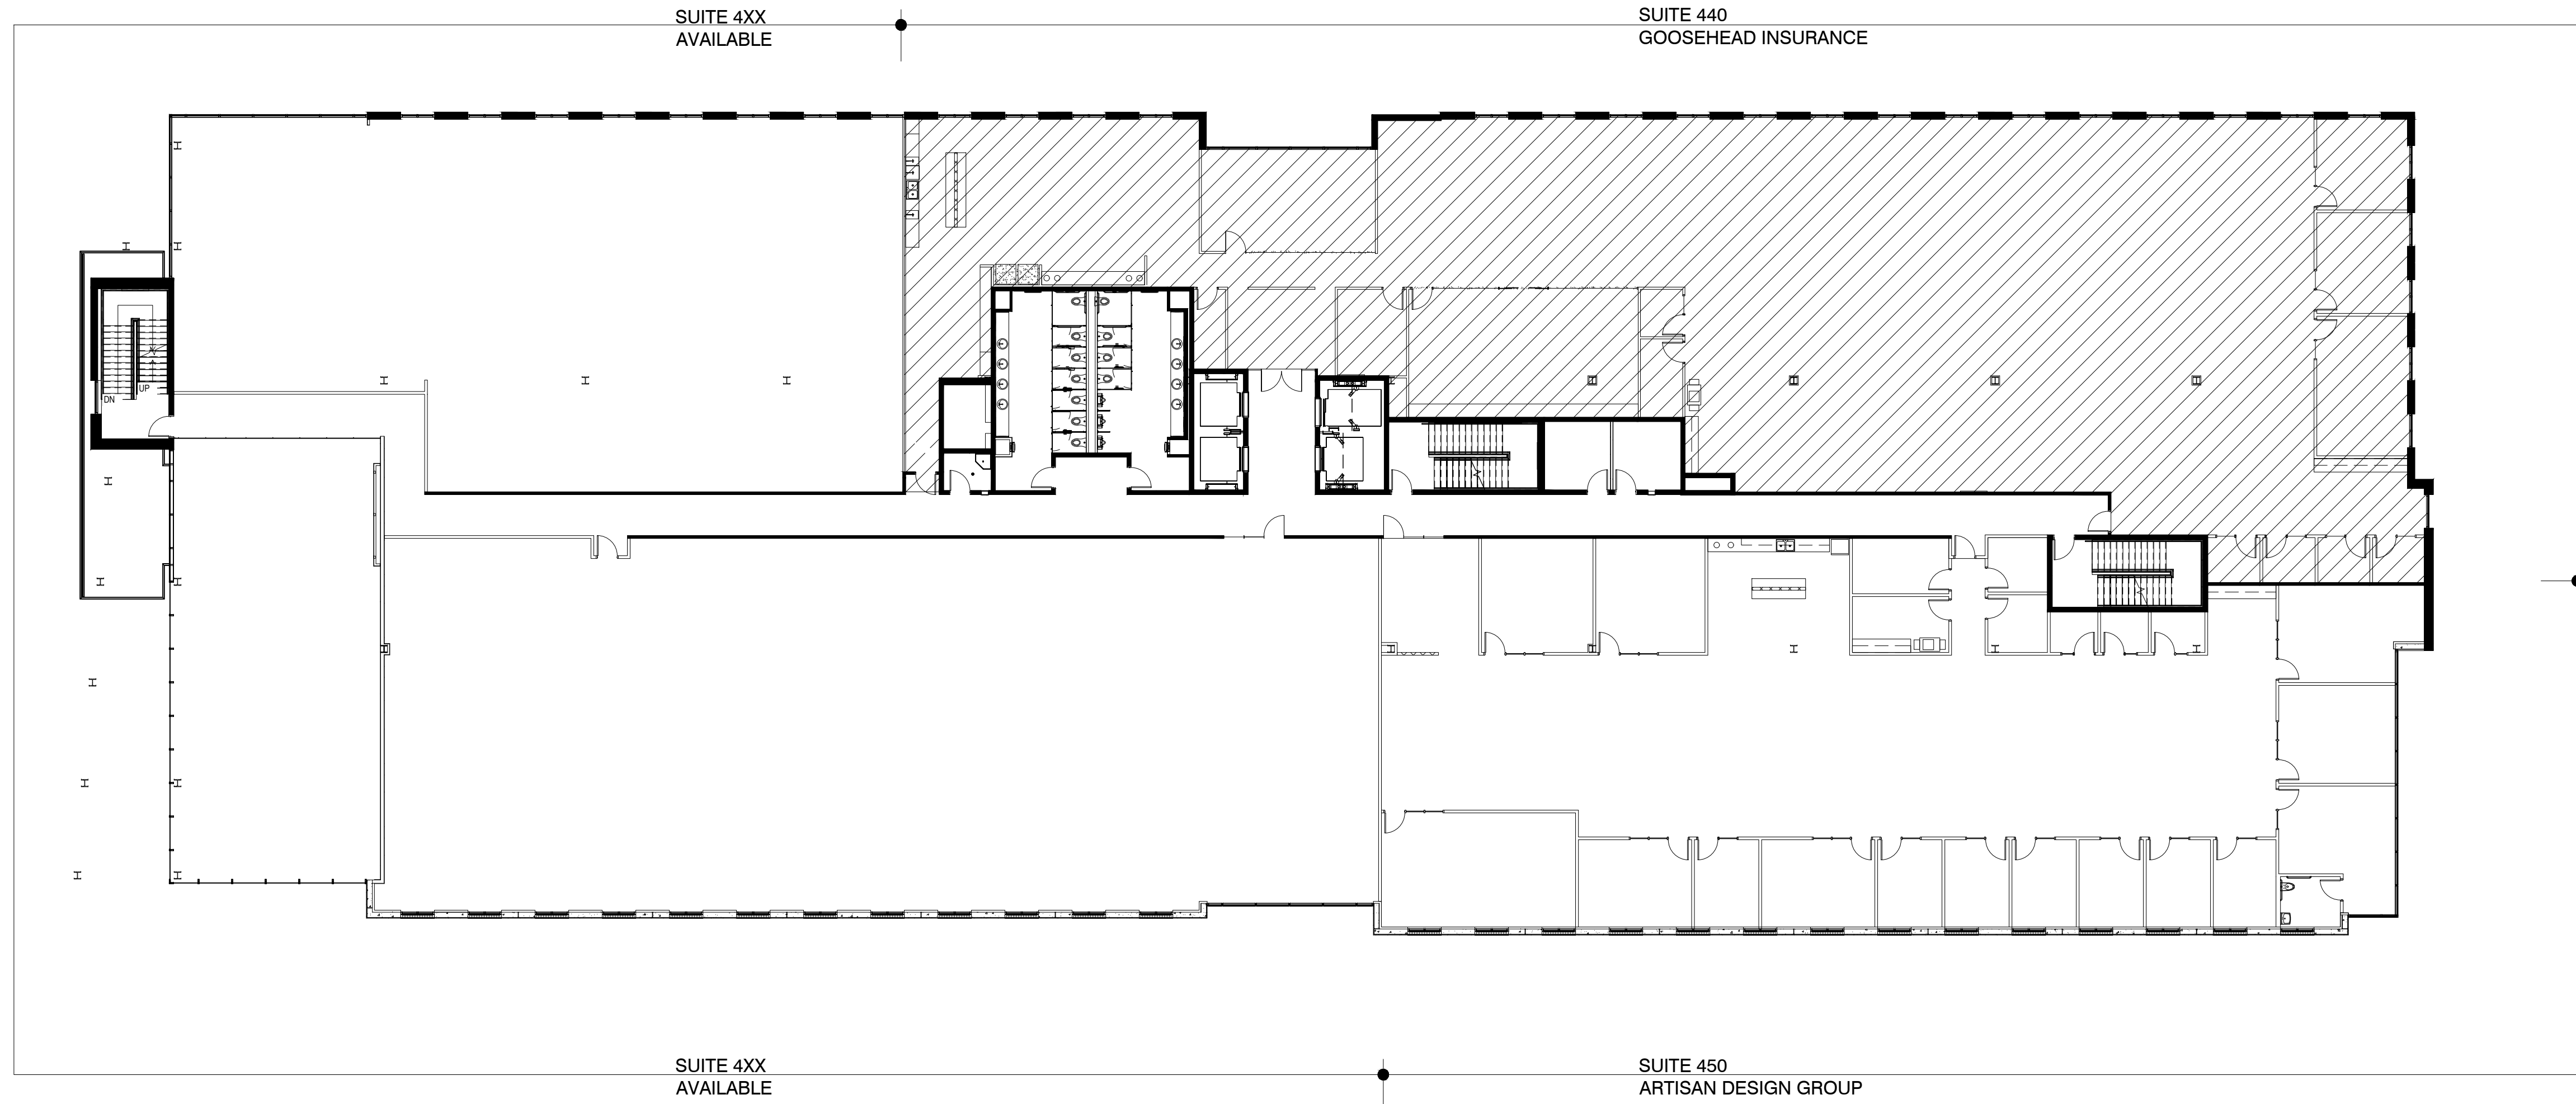 SUITE 4XX
AVAILABLE
SUITE 440
GOOSEHEAD INSURANCE
UP
DN
SUITE 4XX
AVAILABLE
SUITE 450
ARTISAN DESIGN GROUP